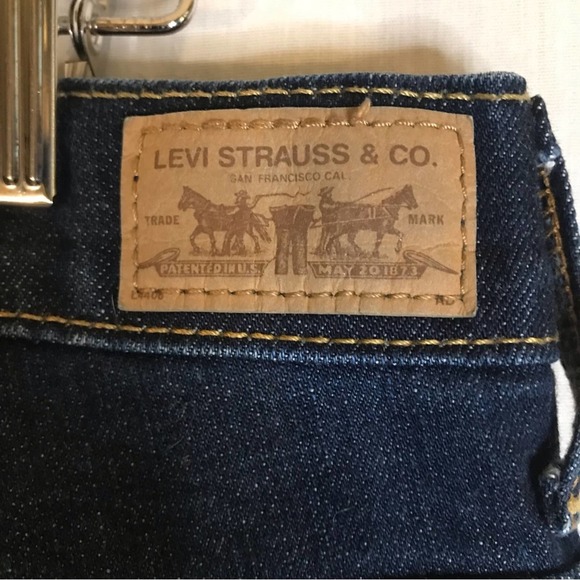 LEVI STRAUSS & CO.
SAN FRANCISCO CAL.
TRADE MARK
PATENTED IN U.S. MAY 20 1873